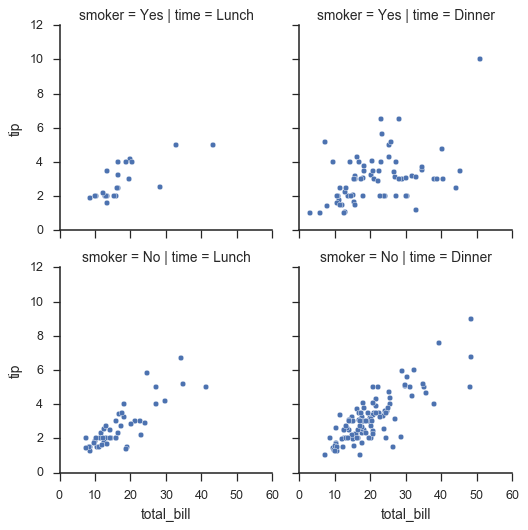 smoker = Yes | time = Lunch
smoker = Yes | time = Dinner
12
10
8
6
4
2
0
tip
smoker = No | time = Lunch
smoker = No | time = Dinner
12
10
8
6
4
2
0
tip
0 10 20 30 40 50 60
0 10 20 30 40 50 60
total_bill
total_bill